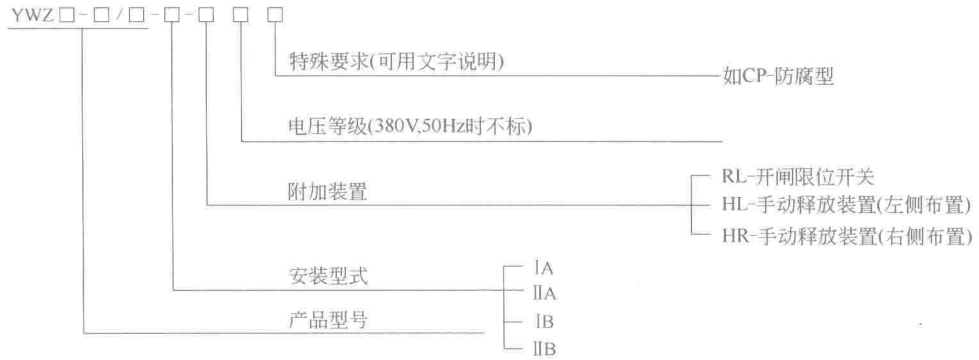 YWZ□-□/□-□-□ □ □
特殊要求(可用文字说明)
如CP-防腐型
电压等级(380V,50Hz时不标)
附加装置
RL-开闸限位开关
HL-手动释放装置(左侧布置)
HR-手动释放装置(右侧布置)
安装型式
ⅠA
ⅡA
产品型号
ⅠB
ⅡB